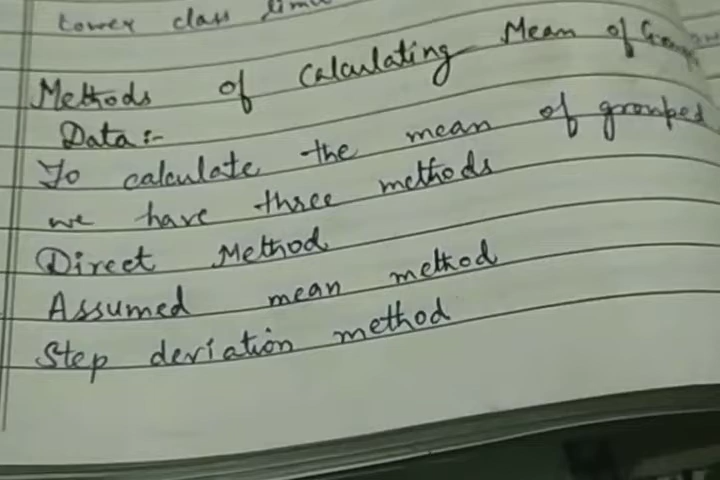 Lower class
Methods of Calculating Mean of
Data:-
To calculate the mean of grouped
we have three methods
Direct Method
Assumed mean method
Step deviation method